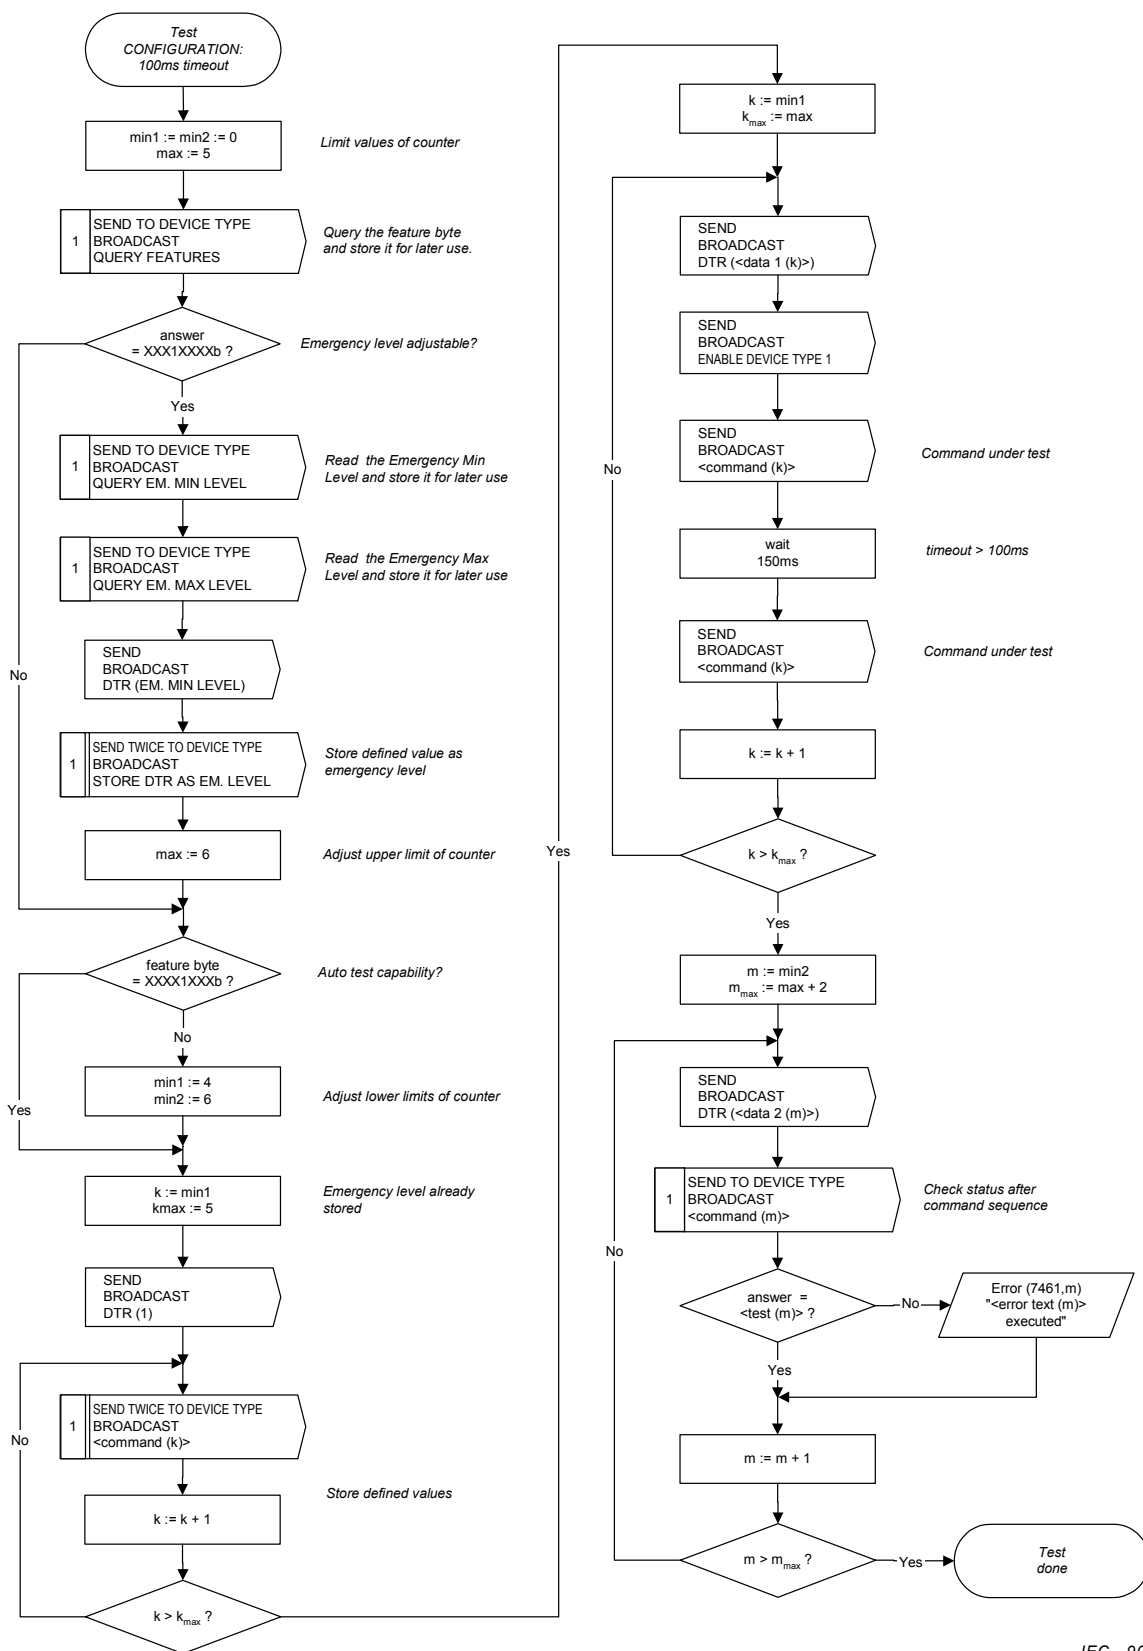 Test
CONFIGURATION:
100ms timeout
min1 := min2 := 0
max := 5
Limit values of counter
1
SEND TO DEVICE TYPE
BROADCAST
QUERY FEATURES
Query the feature byte
and store it for later use.
answer
= XXX1XXXXb ?
Emergency level adjustable?
Yes
1
SEND TO DEVICE TYPE
BROADCAST
QUERY EM. MIN LEVEL
Read the Emergency Min
Level and store it for later use
1
SEND TO DEVICE TYPE
BROADCAST
QUERY EM. MAX LEVEL
Read the Emergency Max
Level and store it for later use
SEND
BROADCAST
DTR (EM. MIN LEVEL)
No
1
SEND TWICE TO DEVICE TYPE
BROADCAST
STORE DTR AS EM. LEVEL
Store defined value as
emergency level
max := 6
Adjust upper limit of counter
feature byte
= XXXX1XXXb ?
Auto test capability?
No
min1 := 4
min2 := 6
Adjust lower limits of counter
Yes
k := min1
kmax := 5
Emergency level already
stored
SEND
BROADCAST
DTR (1)
1
SEND TWICE TO DEVICE TYPE
BROADCAST
<command (k)>
No
Store defined values
k := k + 1
k > kmax ?
Yes
k := min1
kmax := max
SEND
BROADCAST
DTR (<data 1 (k)>)
SEND
BROADCAST
ENABLE DEVICE TYPE 1
SEND
BROADCAST
<command (k)>
Command under test
No
wait
150ms
timeout > 100ms
SEND
BROADCAST
<command (k)>
Command under test
k := k + 1
k > kmax ?
Yes
m := min2
mmax := max + 2
SEND
BROADCAST
DTR (<data 2 (m)>)
1
SEND TO DEVICE TYPE
BROADCAST
<command (m)>
Check status after
command sequence
No
answer =
<test (m)> ?
No
Error (7461,m)
"<error text (m)>
executed"
Yes
m := m + 1
m > mmax ?
Yes
Test
done